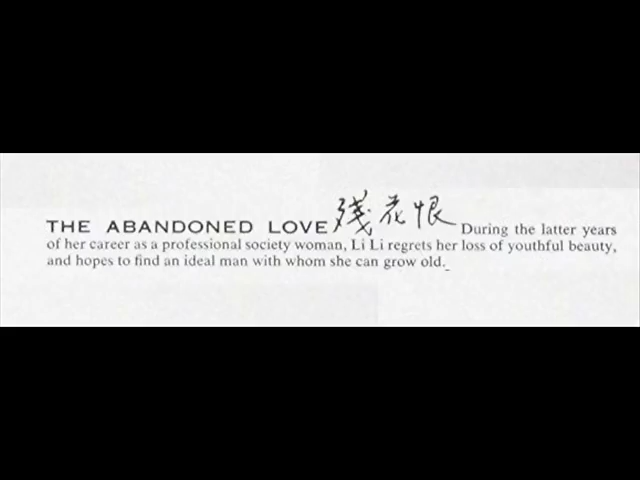 THE ABANDONED LOVE 殘花恨 During the latter years
of her career as a professional society woman, Li Li regrets her loss of youthful beauty,
and hopes to find an ideal man with whom she can grow old.